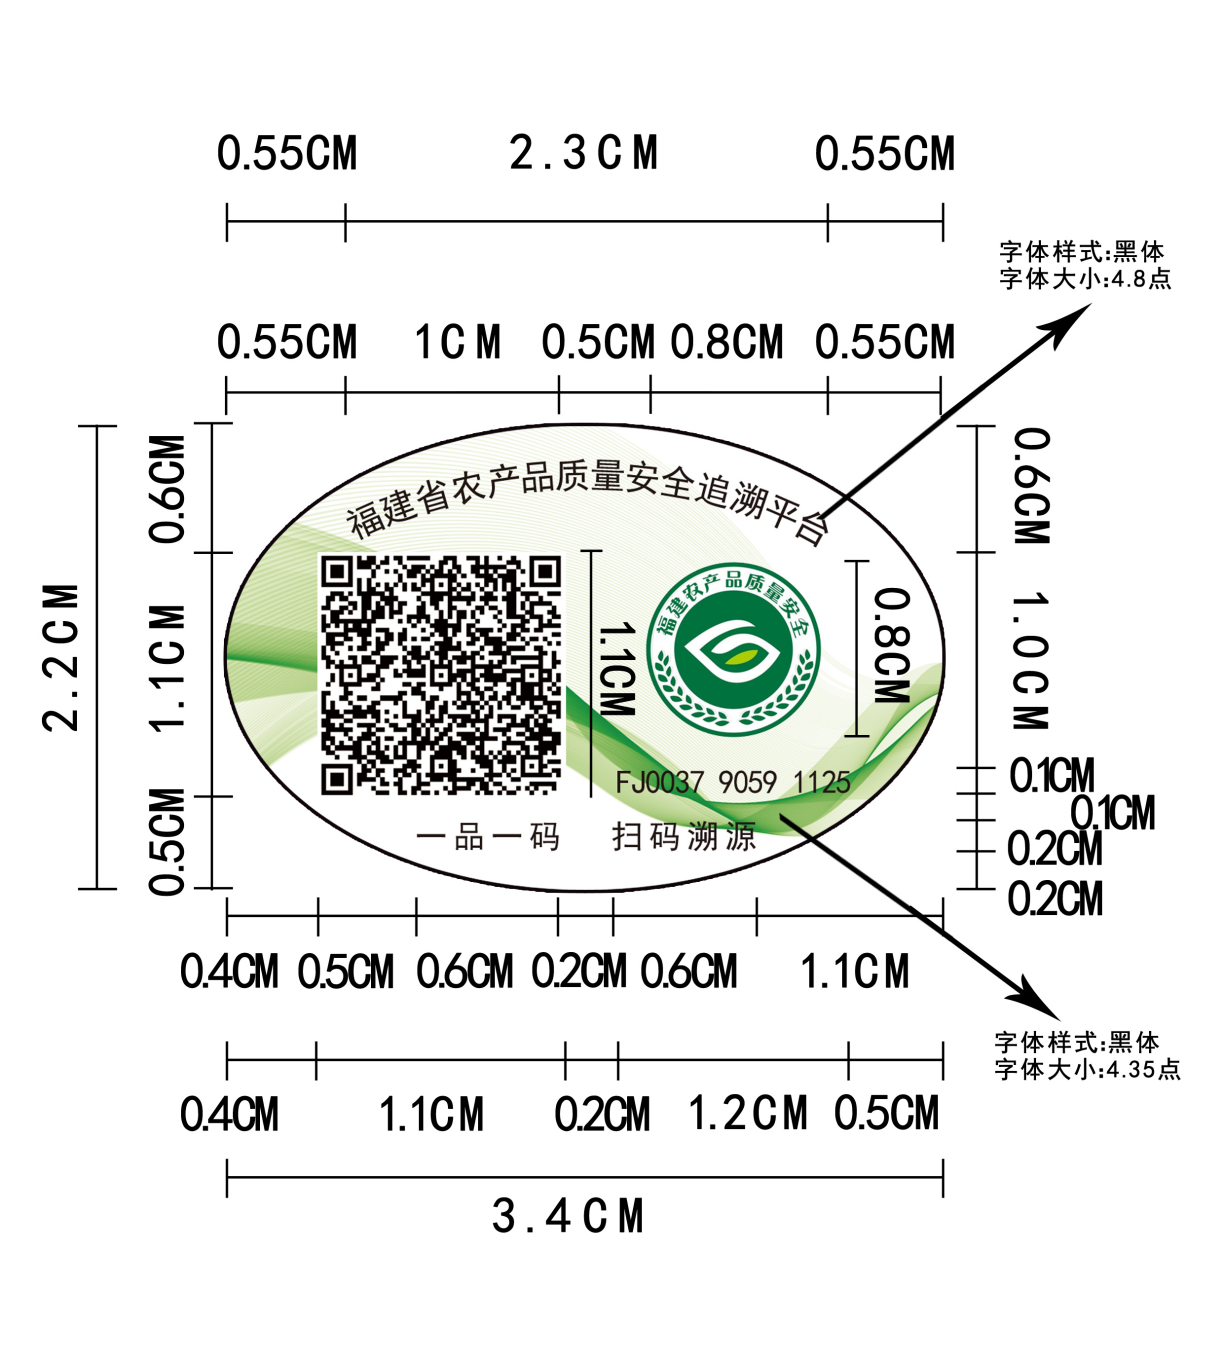 0.55CM 2.3CM 0.55CM
字体样式:黑体
字体大小:4.8点
0.55CM 1CM 0.5CM 0.8CM 0.55CM
0.6CM
0.6CM
福建省农产品质量安全追溯平台
福建农产品质量安全
2.2CM
1.1CM
1.1CM
0.8CM
1.0CM
FJ0037 9059 1125
0.1CM
0.1CM
0.5CM
一品一码 扫码溯源
0.2CM
0.2CM
0.4CM 0.5CM 0.6CM 0.2CM 0.6CM 1.1CM
字体样式:黑体
字体大小:4.35点
0.4CM 1.1CM 0.2CM 1.2CM 0.5CM
3.4CM